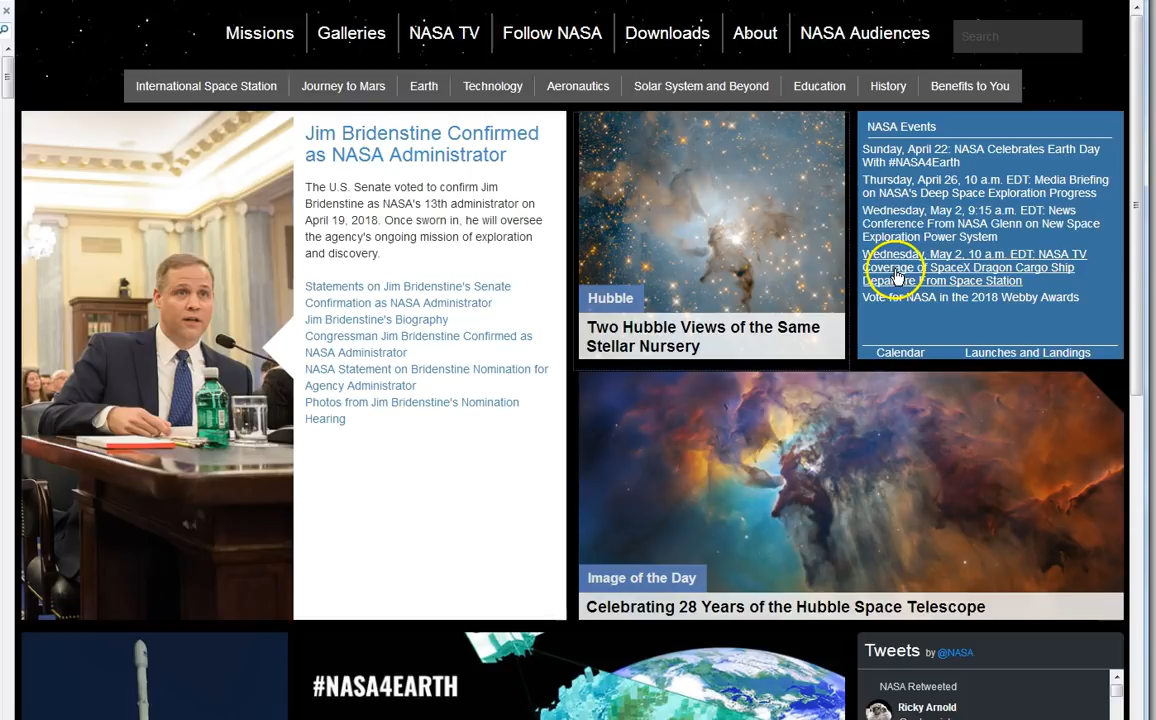 Missions
Galleries
NASA TV
Follow NASA
Downloads
About
NASA Audiences
Search
International Space Station
Journey to Mars
Earth
Technology
Aeronautics
Solar System and Beyond
Education
History
Benefits to You
Jim Bridenstine Confirmed
as NASA Administrator
The U.S. Senate voted to confirm Jim
Bridenstine as NASA's 13th administrator on
April 19, 2018. Once sworn in, he will oversee
the agency's ongoing mission of exploration
and discovery.
Statements on Jim Bridenstine's Senate
Confirmation as NASA Administrator
Jim Bridenstine's Biography
Congressman Jim Bridenstine Confirmed as
NASA Administrator
NASA Statement on Bridenstine Nomination for
Agency Administrator
Photos from Jim Bridenstine's Nomination
Hearing
Hubble
Two Hubble Views of the Same
Stellar Nursery
NASA Events
Sunday, April 22: NASA Celebrates Earth Day
With #NASA4Earth
Thursday, April 26, 10 a.m. EDT: Media Briefing
on NASA's Deep Space Exploration Progress
Wednesday, May 2, 9:15 a.m. EDT: News
Conference From NASA Glenn on New Space
Exploration Power System
Wednesday, May 2, 10 a.m. EDT: NASA TV
Coverage of SpaceX Dragon Cargo Ship
Departure From Space Station
Vote for NASA in the 2018 Webby Awards
Calendar
Launches and Landings
Image of the Day
Celebrating 28 Years of the Hubble Space Telescope
#NASA4EARTH
Tweets by @NASA
NASA Retweeted
Ricky Arnold